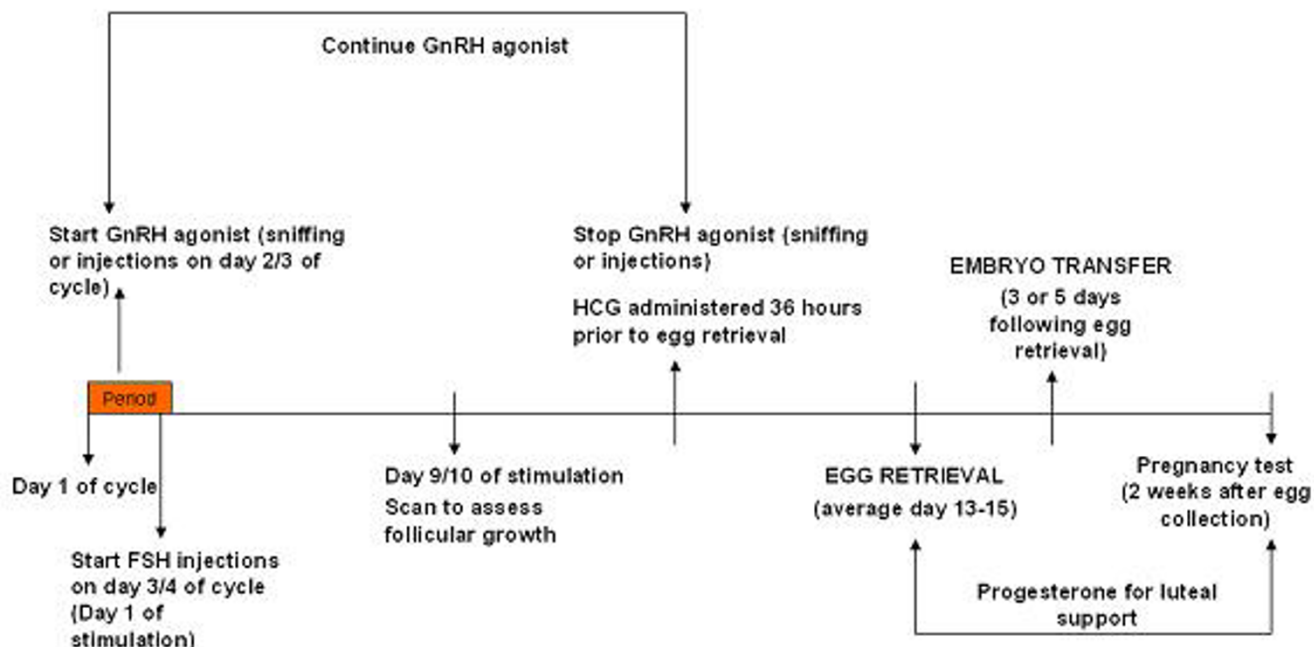 Continue GnRH agonist
Start GnRH agonist (sniffing
or injections on day 2/3 of
cycle)
Stop GnRH agonist (sniffing
or injections)
HCG administered 36 hours
prior to egg retrieval
EMBRYO TRANSFER
(3 or 5 days
following egg
retrieval)
Period
Day 1 of cycle
Start FSH injections
on day 3/4 of cycle
(Day 1 of
stimulation)
Day 9/10 of stimulation
Scan to assess
follicular growth
EGG RETRIEVAL
(average day 13-15)
Pregnancy test
(2 weeks after egg
collection)
Progesterone for luteal
support